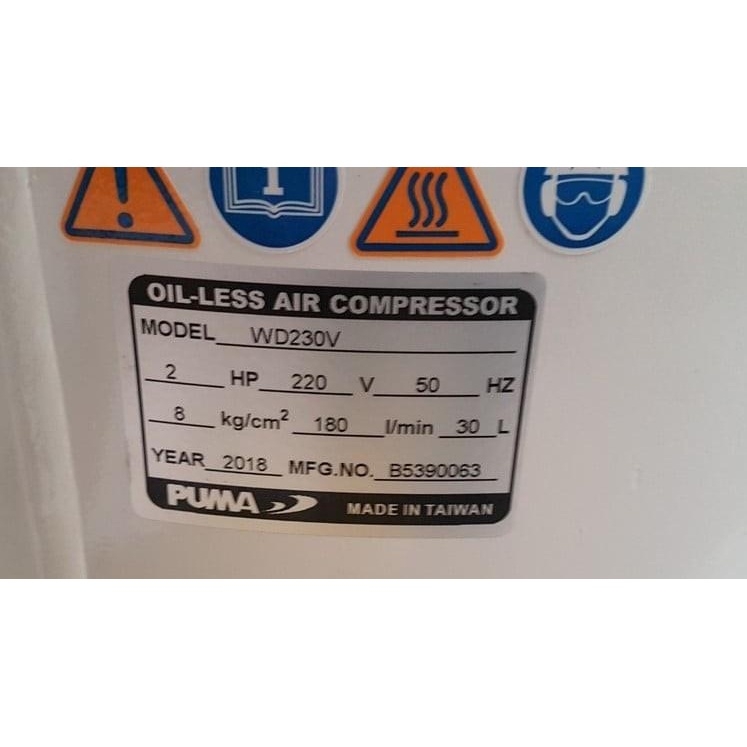 OIL-LESS AIR COMPRESSOR
MODEL WD230V
2 HP 220 V 50 HZ
8 kg/cm² 180 l/min 30 L
YEAR 2018 MFG.NO. B5390063
PUMA MADE IN TAIWAN